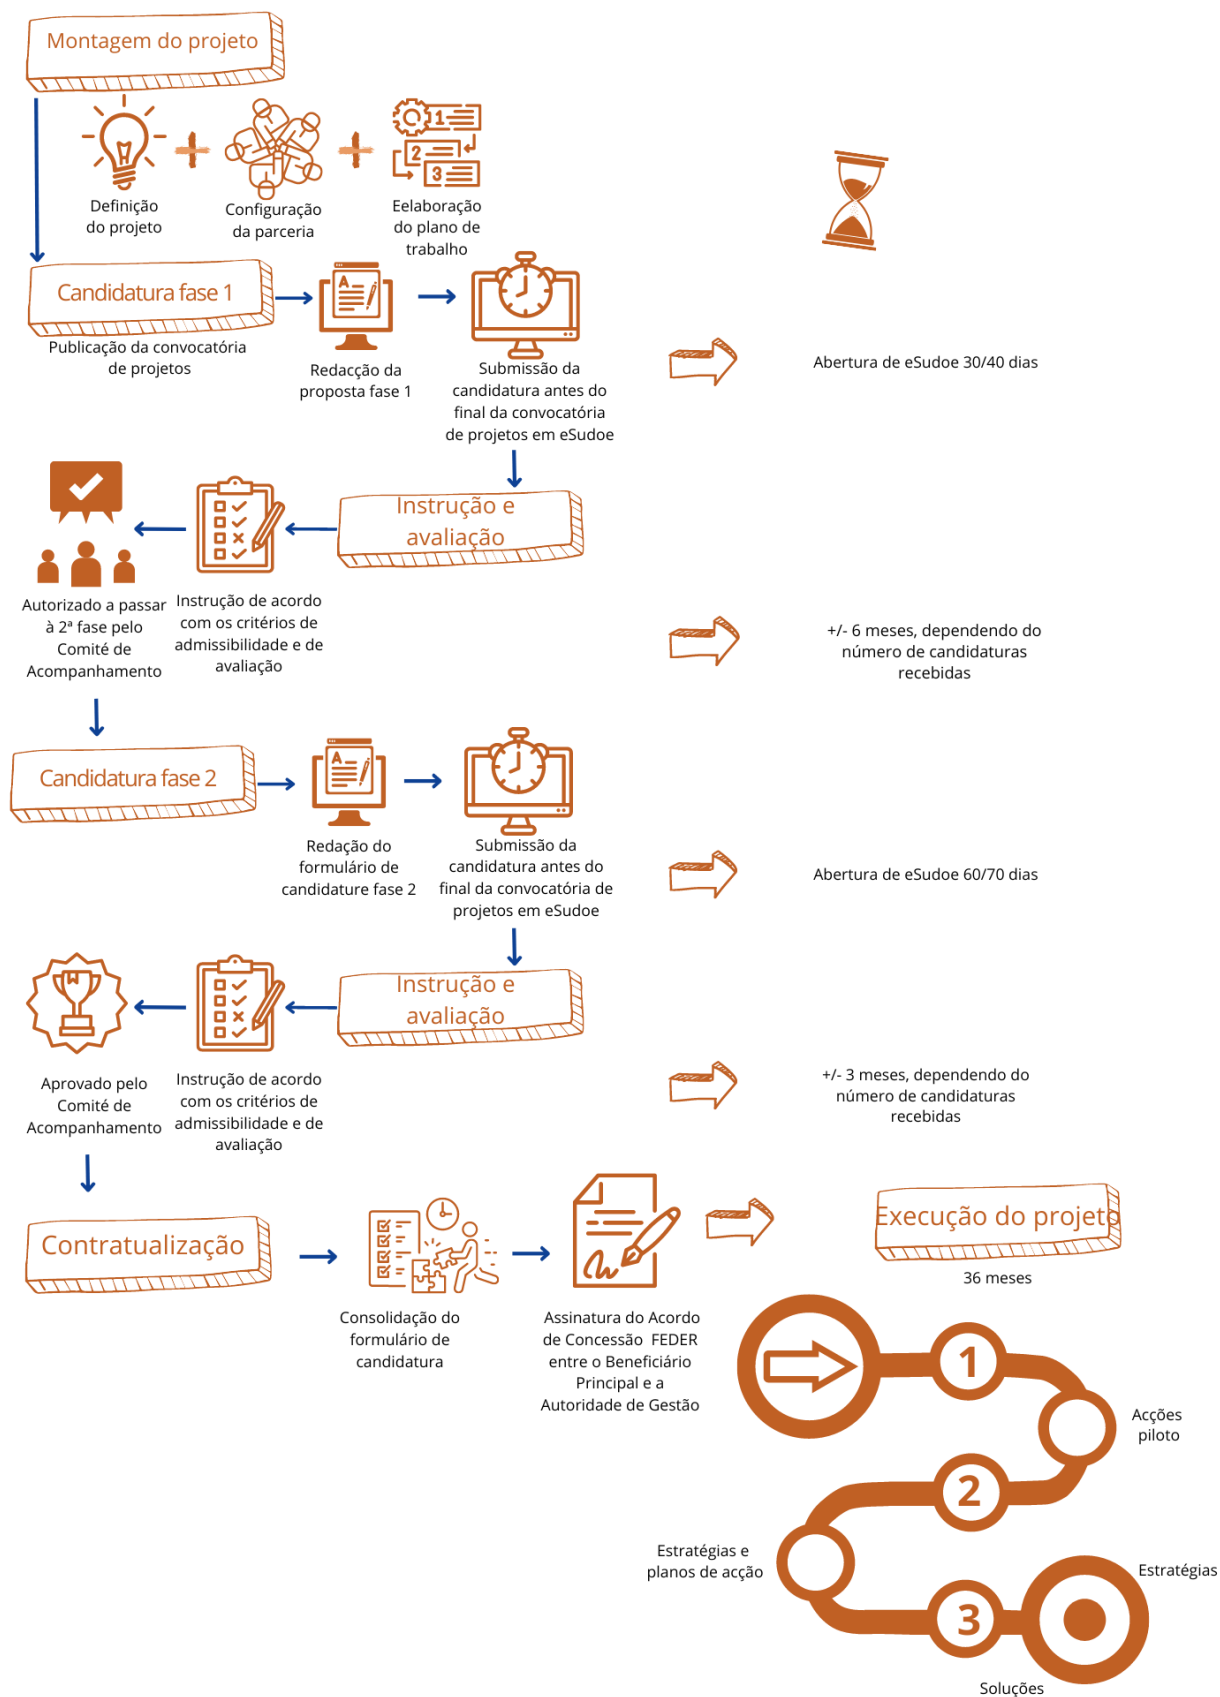 Montagem do projeto
Definição
do projeto
Configuração
da parceria
1
2
3
Eelaboração
do plano de
trabalho
Candidatura fase 1
Publicação da convocatória
de projetos
A
Redacção da
proposta fase 1
Submissão da
candidatura antes do
final da convocatória
de projetos em eSudoe
Abertura de eSudoe 30/40 dias
Instrução e
avaliação
Instrução de acordo
com os critérios de
admissibilidade e de
avaliação
Autorizado a passar
à 2ª fase pelo
Comité de
Acompanhamento
+/- 6 meses, dependendo do
número de candidaturas
recebidas
Candidatura fase 2
A
Redação do
formulário de
candidature fase 2
Submissão da
candidatura antes do
final da convocatória de
projetos em eSudoe
Abertura de eSudoe 60/70 dias
Instrução e
avaliação
Instrução de acordo
com os critérios de
admissibilidade e de
avaliação
Aprovado pelo
Comité de
Acompanhamento
+/- 3 meses, dependendo do
número de candidaturas
recebidas
Contratualização
Consolidação do
formulário de
candidatura
Assinatura do Acordo
de Concessão  FEDER
entre o Beneficiário
Principal e a
Autoridade de Gestão
Execução do projeto
36 meses
1
Acções
piloto
2
Estratégias e
planos de acção
3
Estratégias
Soluções